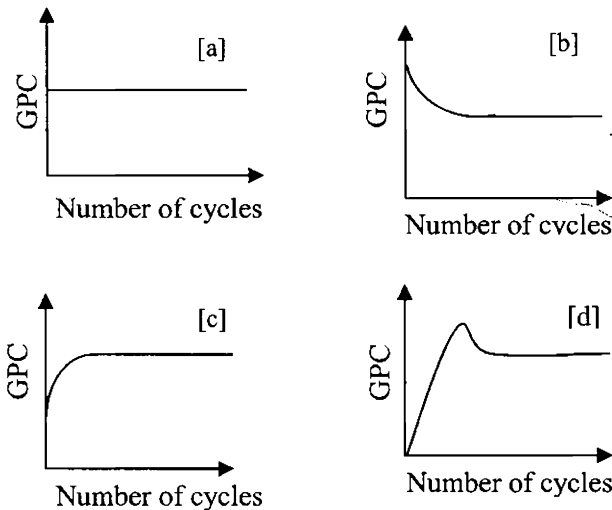 [a]
GPC
Number of cycles
[b]
GPC
Number of cycles
[c]
GPC
Number of cycles
[d]
GPC
Number of cycles